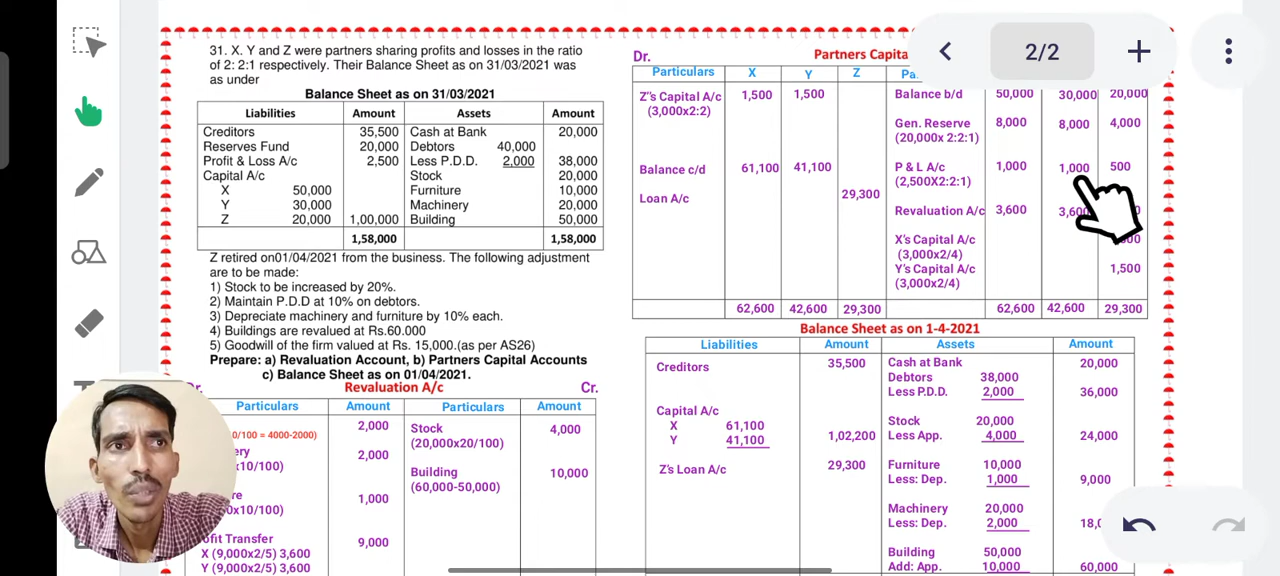 2/2
31. X, Y and Z were partners sharing profits and losses in the ratio
of 2: 2:1 respectively. Their Balance Sheet as on 31/03/2021 was
as under
Balance Sheet as on 31/03/2021
Liabilities Amount Assets Amount
Creditors 35,500 Cash at Bank 20,000
Reserves Fund 20,000 Debtors 40,000
Profit & Loss A/c 2,500 Less P.D.D. 2,000 38,000
Capital A/c Stock 20,000
X 50,000 Furniture 10,000
Y 30,000 Machinery 20,000
Z 20,000 1,00,000 Building 50,000
1,58,000 1,58,000
Z retired on01/04/2021 from the business. The following adjustment
are to be made:
1) Stock to be increased by 20%.
2) Maintain P.D.D at 10% on debtors.
3) Depreciate machinery and furniture by 10% each.
4) Buildings are revalued at Rs.60.000
5) Goodwill of the firm valued at Rs. 15,000.(as per AS26)
Prepare: a) Revaluation Account, b) Partners Capital Accounts
c) Balance Sheet as on 01/04/2021.
Revaluation A/c Cr.
Particulars Amount Particulars Amount
0/100 = 4000-2000) 2,000 Stock 4,000
(20,000x20/100)
ery 2,000
x10/100) Building 10,000
(60,000-50,000)
re 1,000
0x10/100)
ofit Transfer 9,000
X (9,000x2/5) 3,600
Y (9,000x2/5) 3,600
Dr. Partners Capita
Particulars X Y Z Pa
Z's Capital A/c 1,500 1,500 Balance b/d 50,000 30,000 20,000
(3,000x2:2)
Gen. Reserve 8,000 8,000 4,000
(20,000x 2:2:1)
Balance c/d 61,100 41,100 P & L A/c 1,000 1,000 500
(2,500X2:2:1)
Loan A/c 29,300
Revaluation A/c 3,600 3,600
X's Capital A/c
(3,000x2/4)
Y's Capital A/c 1,500
(3,000x2/4)
62,600 42,600 29,300 62,600 42,600 29,300
Balance Sheet as on 1-4-2021
Liabilities Amount Assets Amount
Creditors 35,500 Cash at Bank 20,000
Debtors 38,000
Less P.D.D. 2,000 36,000
Capital A/c
X 61,100 Stock 20,000
Y 41,100 1,02,200 Less App. 4,000 24,000
Z's Loan A/c 29,300 Furniture 10,000
Less: Dep. 1,000 9,000
Machinery 20,000
Less: Dep. 2,000 18,0
Building 50,000
Add: App. 10,000 60,000